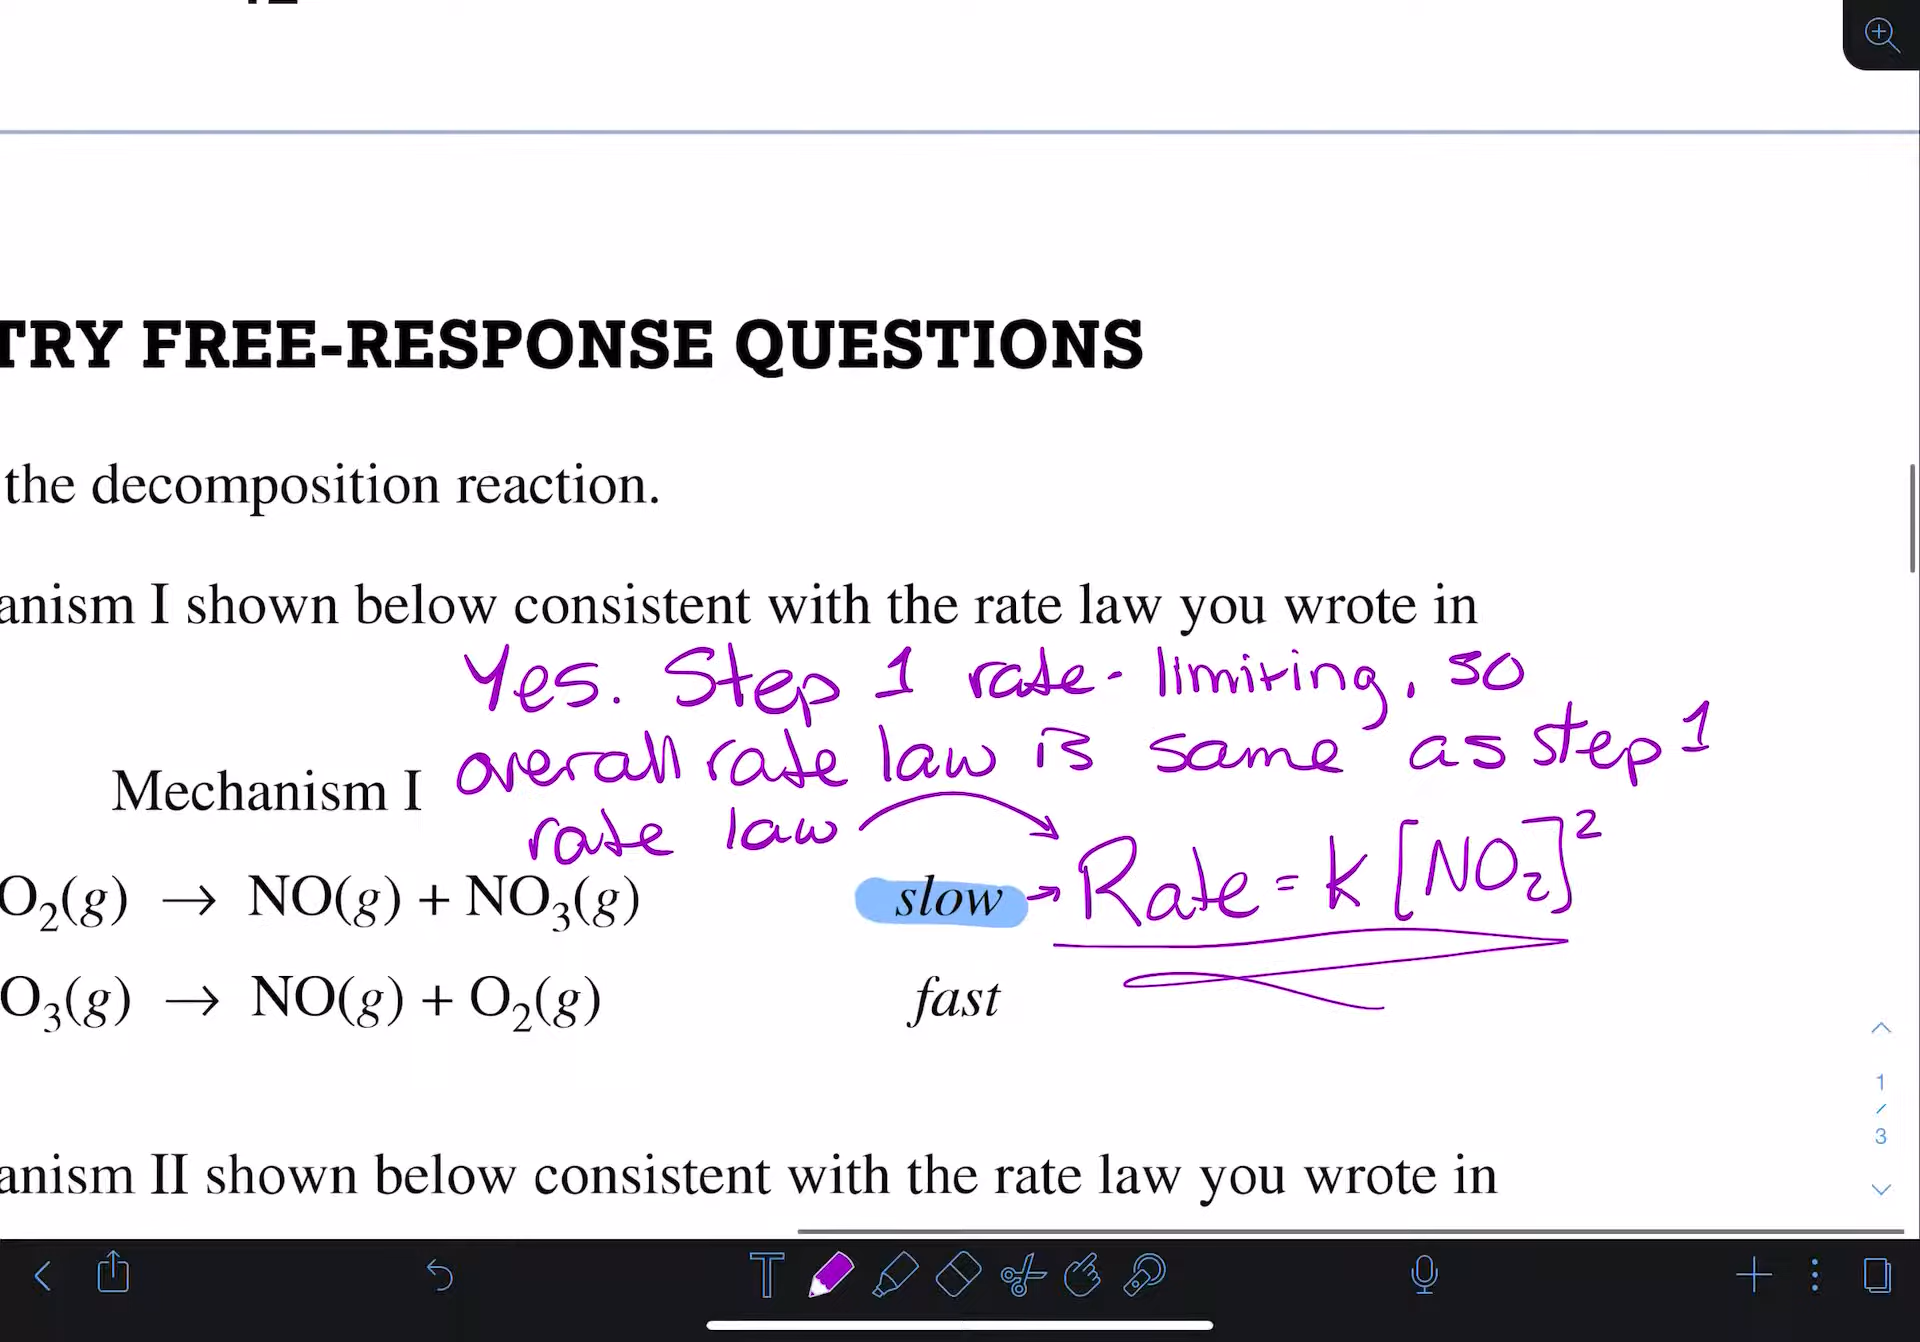 TRY FREE-RESPONSE QUESTIONS
the decomposition reaction.
anism I shown below consistent with the rate law you wrote in
Yes. Step 1 rate-limiting, so
overall rate law is same as step 1
Mechanism I
rate law
Rate = k [NO₂]²
O₂(g) → NO(g) + NO₃(g) slow →
O₃(g) → NO(g) + O₂(g) fast
1
/
3
anism II shown below consistent with the rate law you wrote in